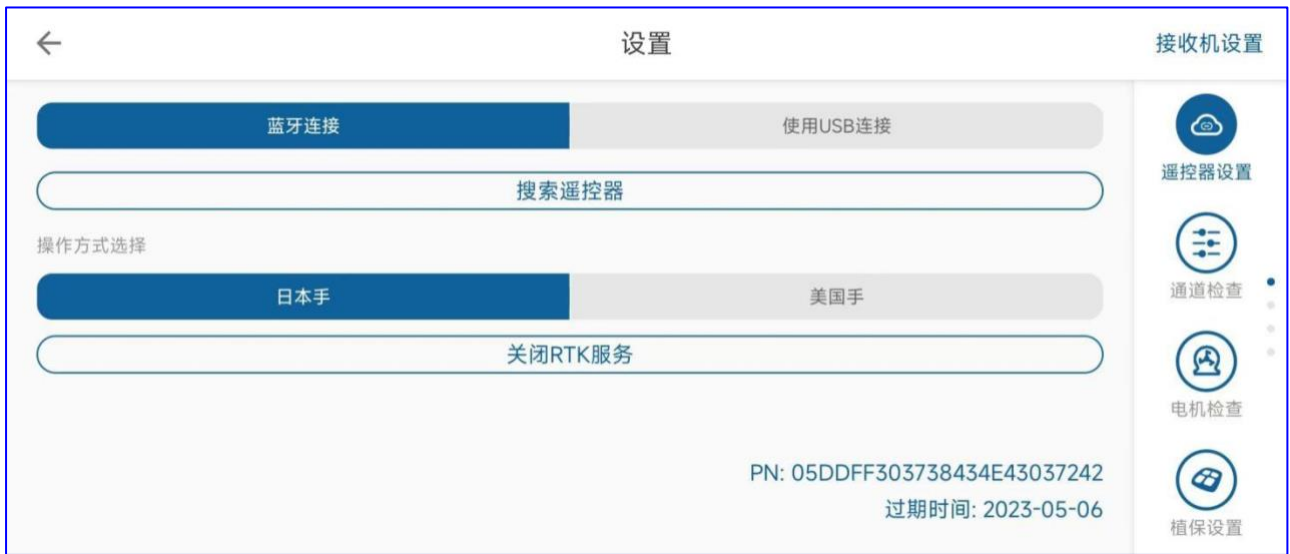 设置
接收机设置
蓝牙连接
使用USB连接
搜索遥控器
操作方式选择
日本手
美国手
关闭RTK服务
PN: 05DDFF303738434E43037242
过期时间: 2023-05-06
遥控器设置
通道检查
电机检查
植保设置